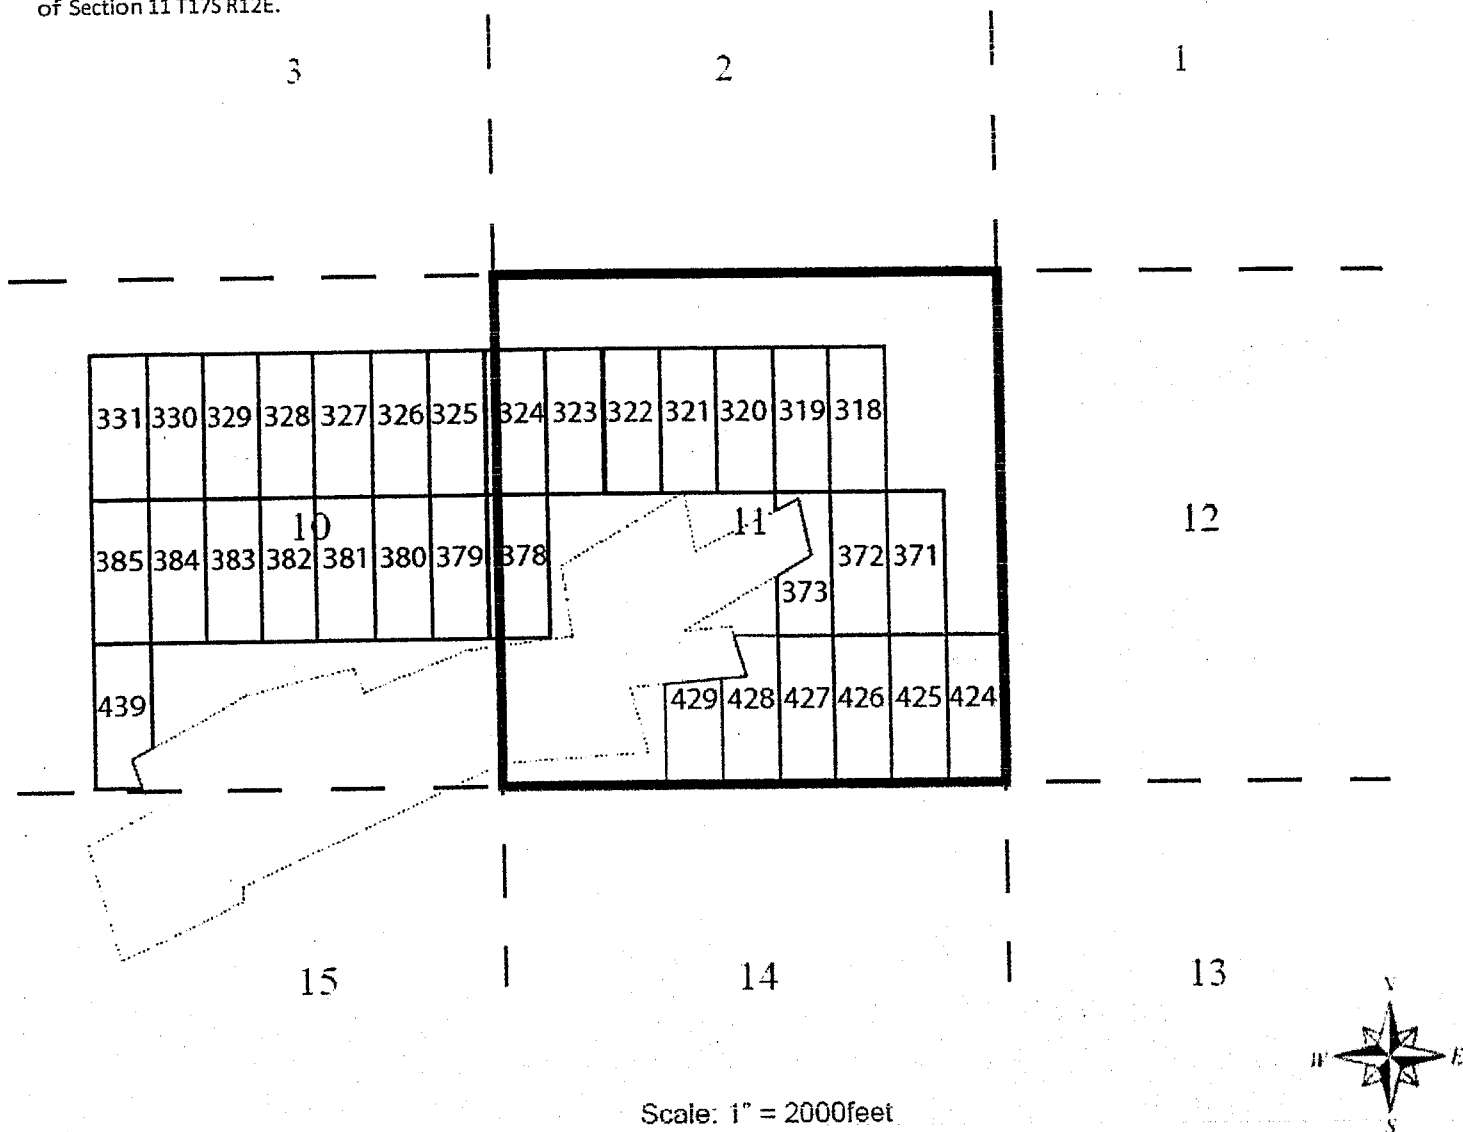 of Section 11 T17S R12E.
3 2 1
331 330 329 328 327 326 325 324 323 322 321 320 319 318
10 11 12
385 384 383 382 381 380 379 378 373 372 371
439 429 428 427 426 425 424
15 14 13
N
W E
S
Scale: 1" = 2000feet